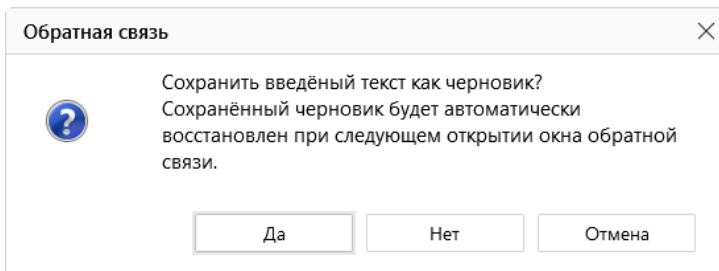 Обратная связь
Сохранить введёный текст как черновик?
Сохранённый черновик будет автоматически
восстановлен при следующем открытии окна обратной
связи.
Да
Нет
Отмена